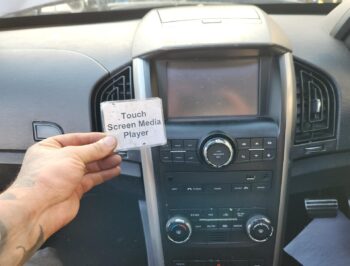 Touch
Screen Media
Player